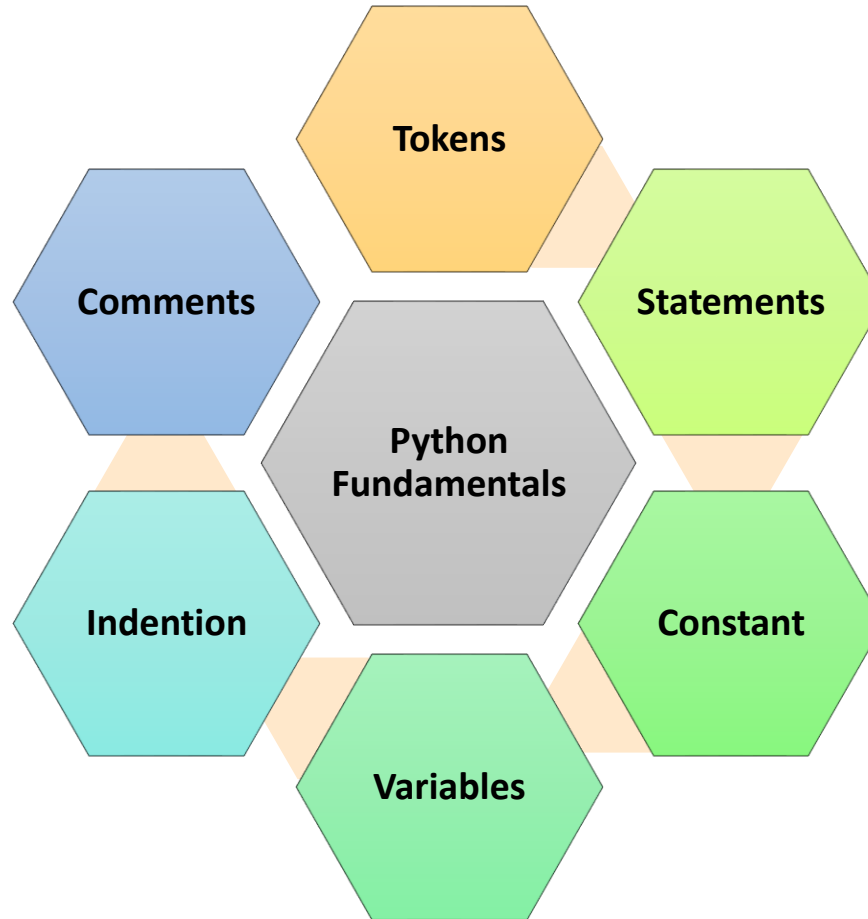 Tokens
Comments
Statements
Python
Fundamentals
Indention
Constant
Variables